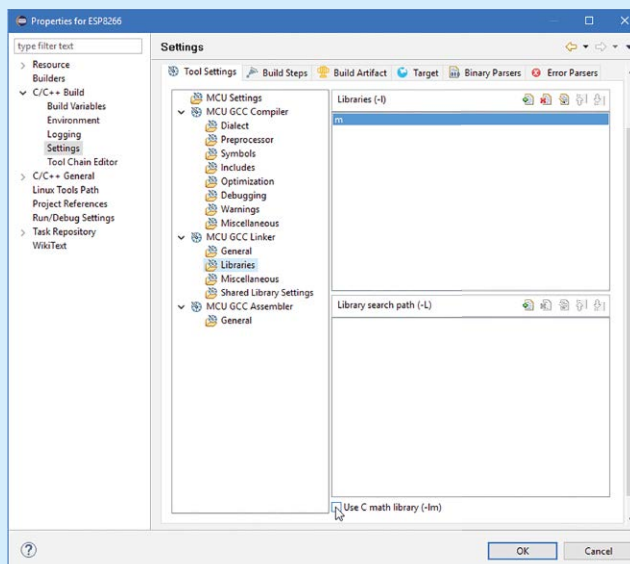 Properties for ESP8266
type filter text
Resource
Builders
C/C++ Build
Build Variables
Environment
Logging
Settings
Tool Chain Editor
C/C++ General
Linux Tools Path
Project References
Run/Debug Settings
Task Repository
WikiText
Settings
Tool Settings
Build Steps
Build Artifact
Target
Binary Parsers
Error Parsers
MCU Settings
MCU GCC Compiler
Dialect
Preprocessor
Symbols
Includes
Optimization
Debugging
Warnings
Miscellaneous
MCU GCC Linker
General
Libraries
Miscellaneous
Shared Library Settings
MCU GCC Assembler
General
Libraries (-l)
m
Library search path (-L)
Use C math library (-lm)
OK
Cancel